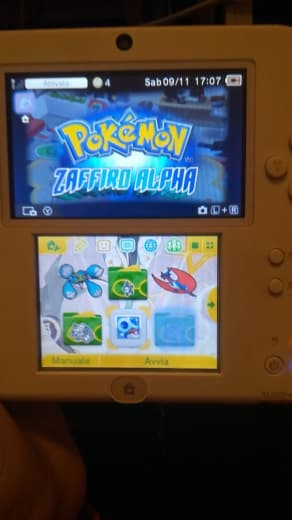 Attivato 4 Sab 09/11 17:07
POKÉMON
ZAFFIRO ALPHA
Y L+R
Manuale Avvia